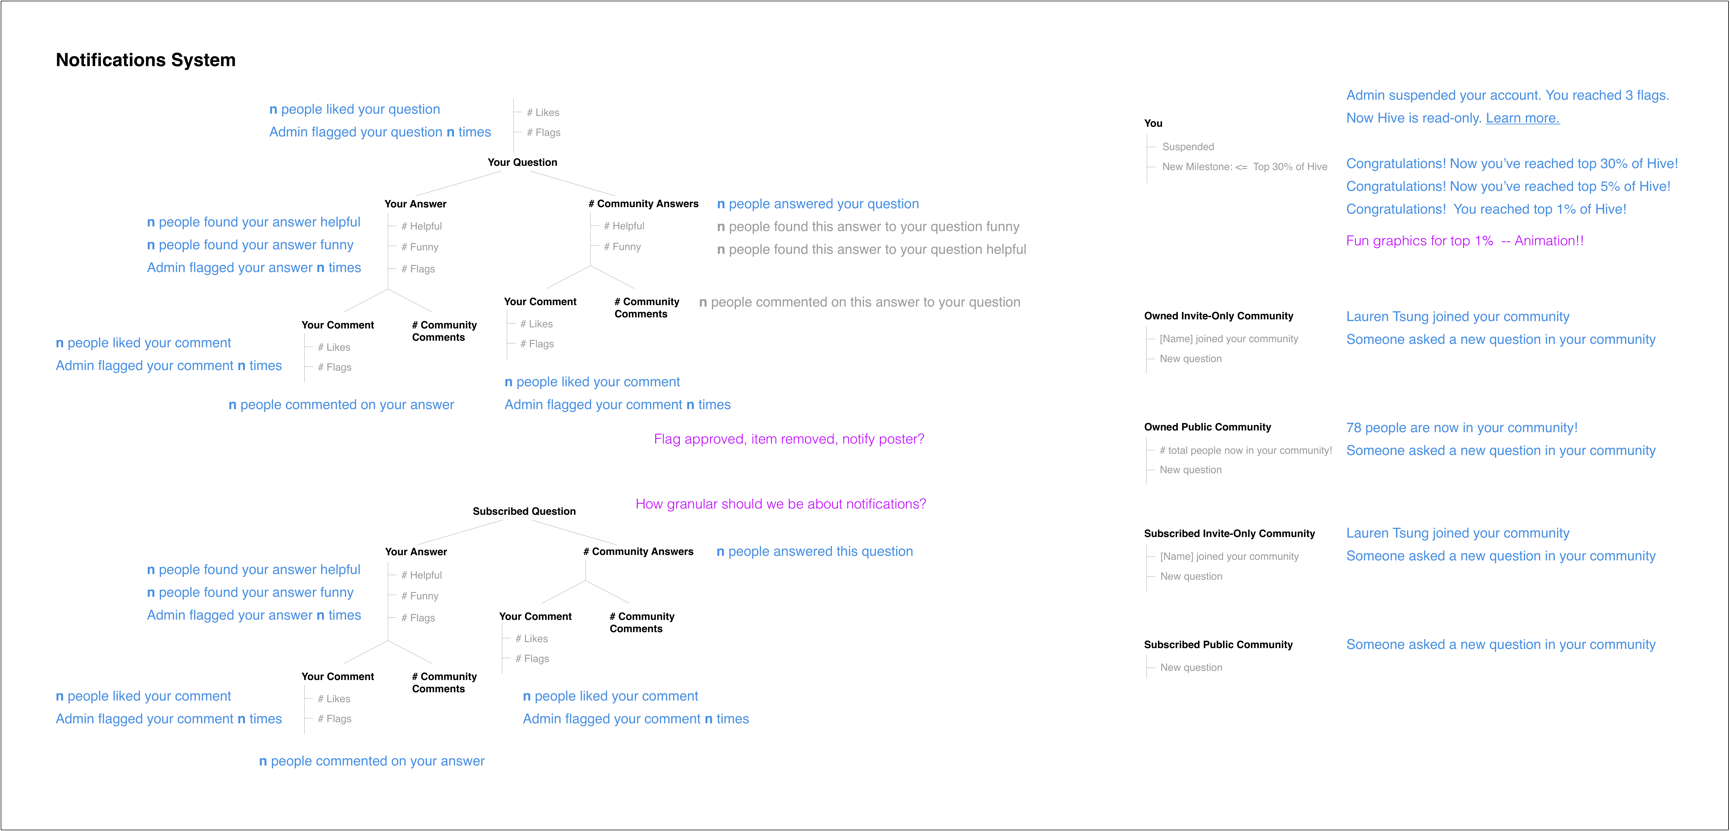 Notifications System
n people liked your question
Admin flagged your question n times
# Likes
# Flags
Your Question
Your Answer
# Helpful
# Funny
# Flags
n people found your answer helpful
n people found your answer funny
Admin flagged your answer n times
# Community Answers
# Helpful
# Funny
n people answered your question
n people found this answer to your question funny
n people found this answer to your question helpful
Your Comment
# Likes
# Flags
n people liked your comment
Admin flagged your comment n times
# Community
Comments
n people commented on your answer
Your Comment
# Likes
# Flags
# Community
Comments
n people commented on this answer to your question
n people liked your comment
Admin flagged your comment n times
Flag approved, item removed, notify poster?
How granular should we be about notifications?
Subscribed Question
Your Answer
# Helpful
# Funny
# Flags
n people found your answer helpful
n people found your answer funny
Admin flagged your answer n times
# Community Answers
n people answered this question
Your Comment
# Likes
# Flags
# Community
Comments
Your Comment
# Likes
# Flags
n people liked your comment
Admin flagged your comment n times
# Community
Comments
n people liked your comment
Admin flagged your comment n times
n people commented on your answer
You
Suspended
New Milestone: <= Top 30% of Hive
Admin suspended your account. You reached 3 flags.
Now Hive is read-only. Learn more.
Congratulations! Now you've reached top 30% of Hive!
Congratulations! Now you've reached top 5% of Hive!
Congratulations! You reached top 1% of Hive!
Fun graphics for top 1% -- Animation!!
Owned Invite-Only Community
[Name] joined your community
New question
Lauren Tsung joined your community
Someone asked a new question in your community
Owned Public Community
# total people now in your community!
New question
78 people are now in your community!
Someone asked a new question in your community
Subscribed Invite-Only Community
[Name] joined your community
New question
Lauren Tsung joined your community
Someone asked a new question in your community
Subscribed Public Community
New question
Someone asked a new question in your community